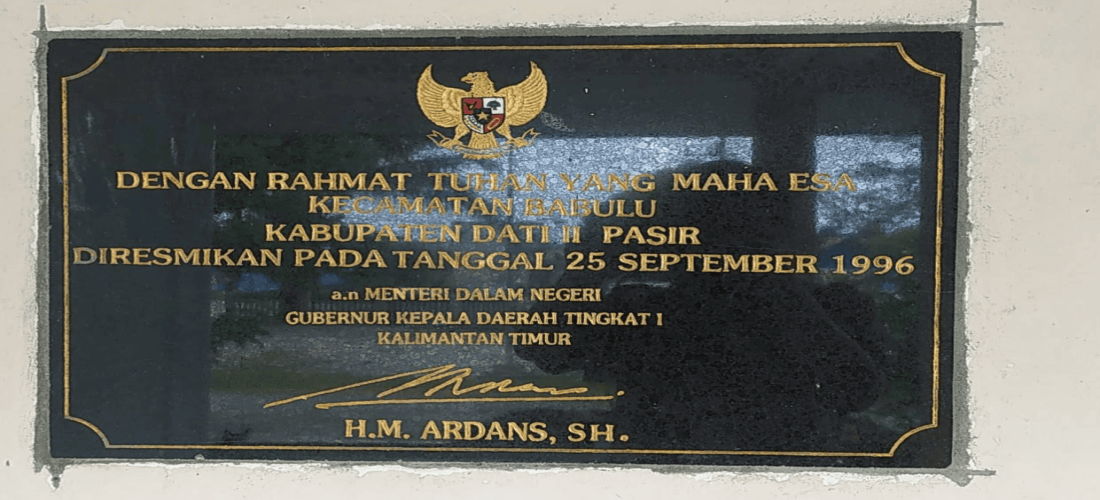 DENGAN RAHMAT TUHAN YANG MAHA ESA
KECAMATAN BABULU
KABUPATEN DATI II PASIR
DIRESMIKAN PADA TANGGAL 25 SEPTEMBER 1996
a.n MENTERI DALAM NEGERI
GUBERNUR KEPALA DAERAH TINGKAT I
KALIMANTAN TIMUR
H.M. ARDANS, SH.